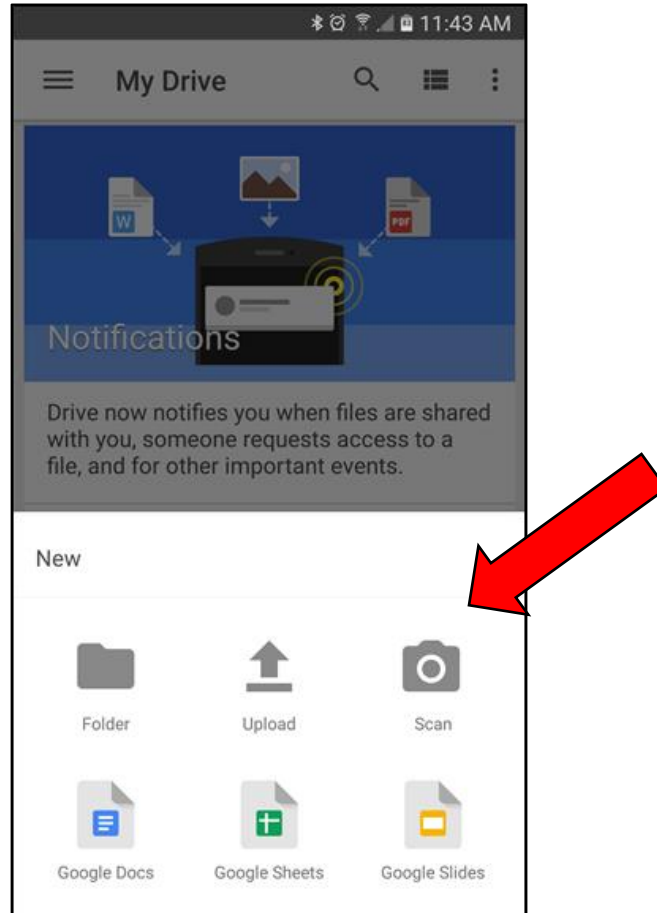 11:43 AM
My Drive
W
PDF
Notifications
Drive now notifies you when files are shared
with you, someone requests access to a
file, and for other important events.
New
Folder Upload Scan
Google Docs Google Sheets Google Slides